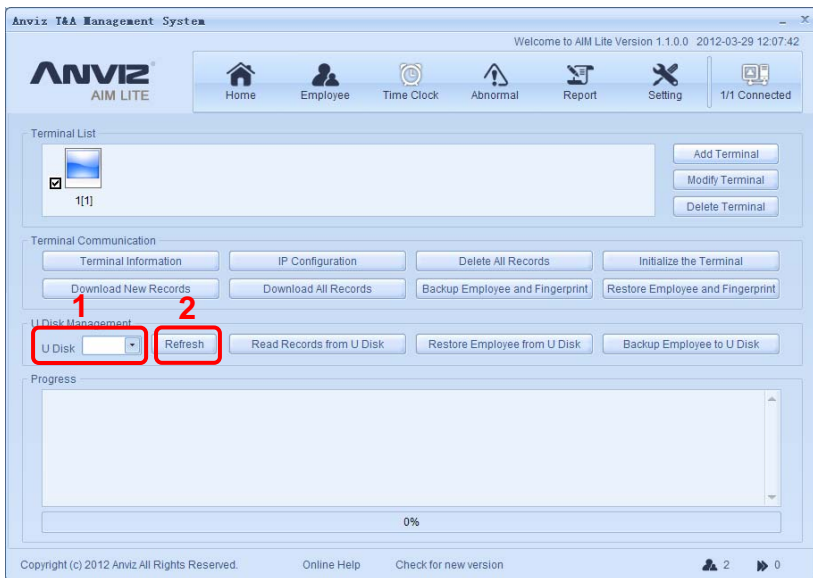 Anviz T&A Management System
Welcome to AIM Lite Version 1.1.0.0 2012-03-29 12:07:42
ANVIZ
AIM LITE
Home Employee Time Clock Abnormal Report Setting 1/1 Connected
Terminal List
1[1]
Add Terminal
Modify Terminal
Delete Terminal
Terminal Communication
Terminal Information IP Configuration Delete All Records Initialize the Terminal
Download New Records Download All Records Backup Employee and Fingerprint Restore Employee and Fingerprint
1 2
U Disk Management
U Disk Refresh Read Records from U Disk Restore Employee from U Disk Backup Employee to U Disk
Progress
0%
Copyright (c) 2012 Anviz All Rights Reserved. Online Help Check for new version 2 0